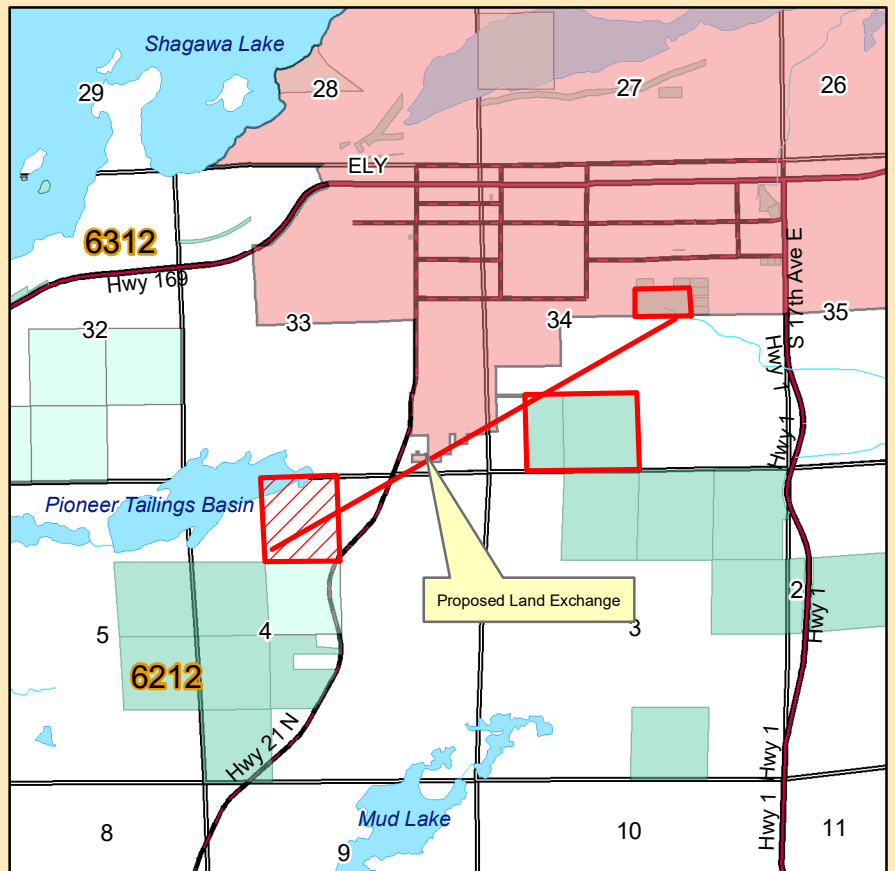 Shagawa Lake
29
28
27
26
ELY
6312
Hwy 169
S 17th Ave E
32
33
34
35
Hwy 1
Hwy 1
Pioneer Tailings Basin
Proposed Land Exchange
5
4
3
2
Hwy 1
6212
Hwy 21 N
Hwy 1
Mud Lake
Hwy 1
8
9
10
11